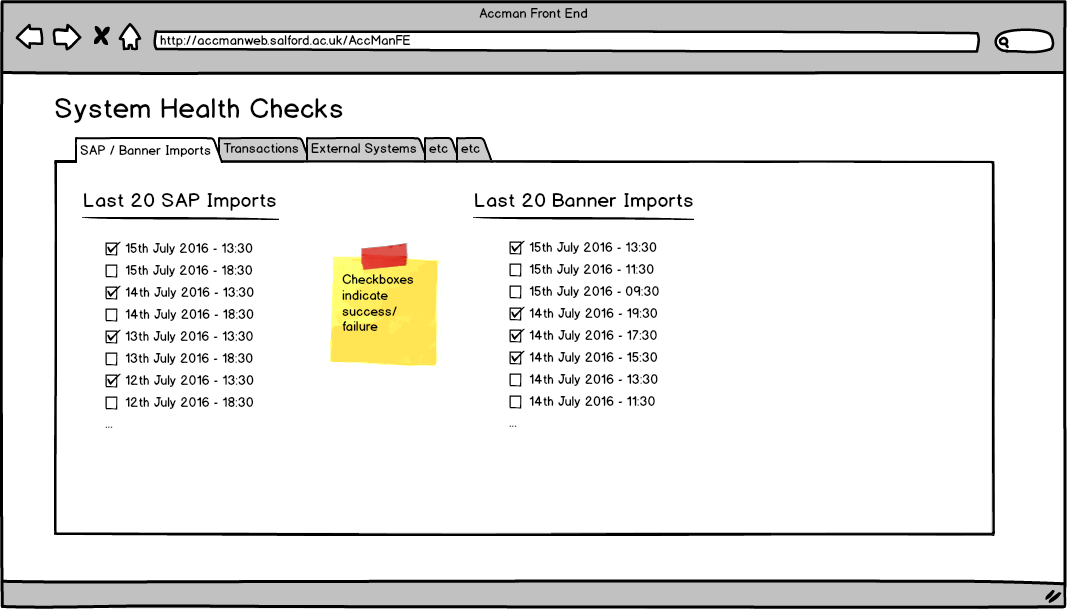 Accman Front End
http://accmanweb.salford.ac.uk/AccManFE
System Health Checks
SAP / Banner Imports
Transactions
External Systems
etc
etc
Last 20 SAP Imports
15th July 2016 - 13:30
15th July 2016 - 18:30
14th July 2016 - 13:30
14th July 2016 - 18:30
13th July 2016 - 13:30
13th July 2016 - 18:30
12th July 2016 - 13:30
12th July 2016 - 18:30
...
Checkboxes
indicate
success/
failure
Last 20 Banner Imports
15th July 2016 - 13:30
15th July 2016 - 11:30
15th July 2016 - 09:30
14th July 2016 - 19:30
14th July 2016 - 17:30
14th July 2016 - 15:30
14th July 2016 - 13:30
14th July 2016 - 11:30
...